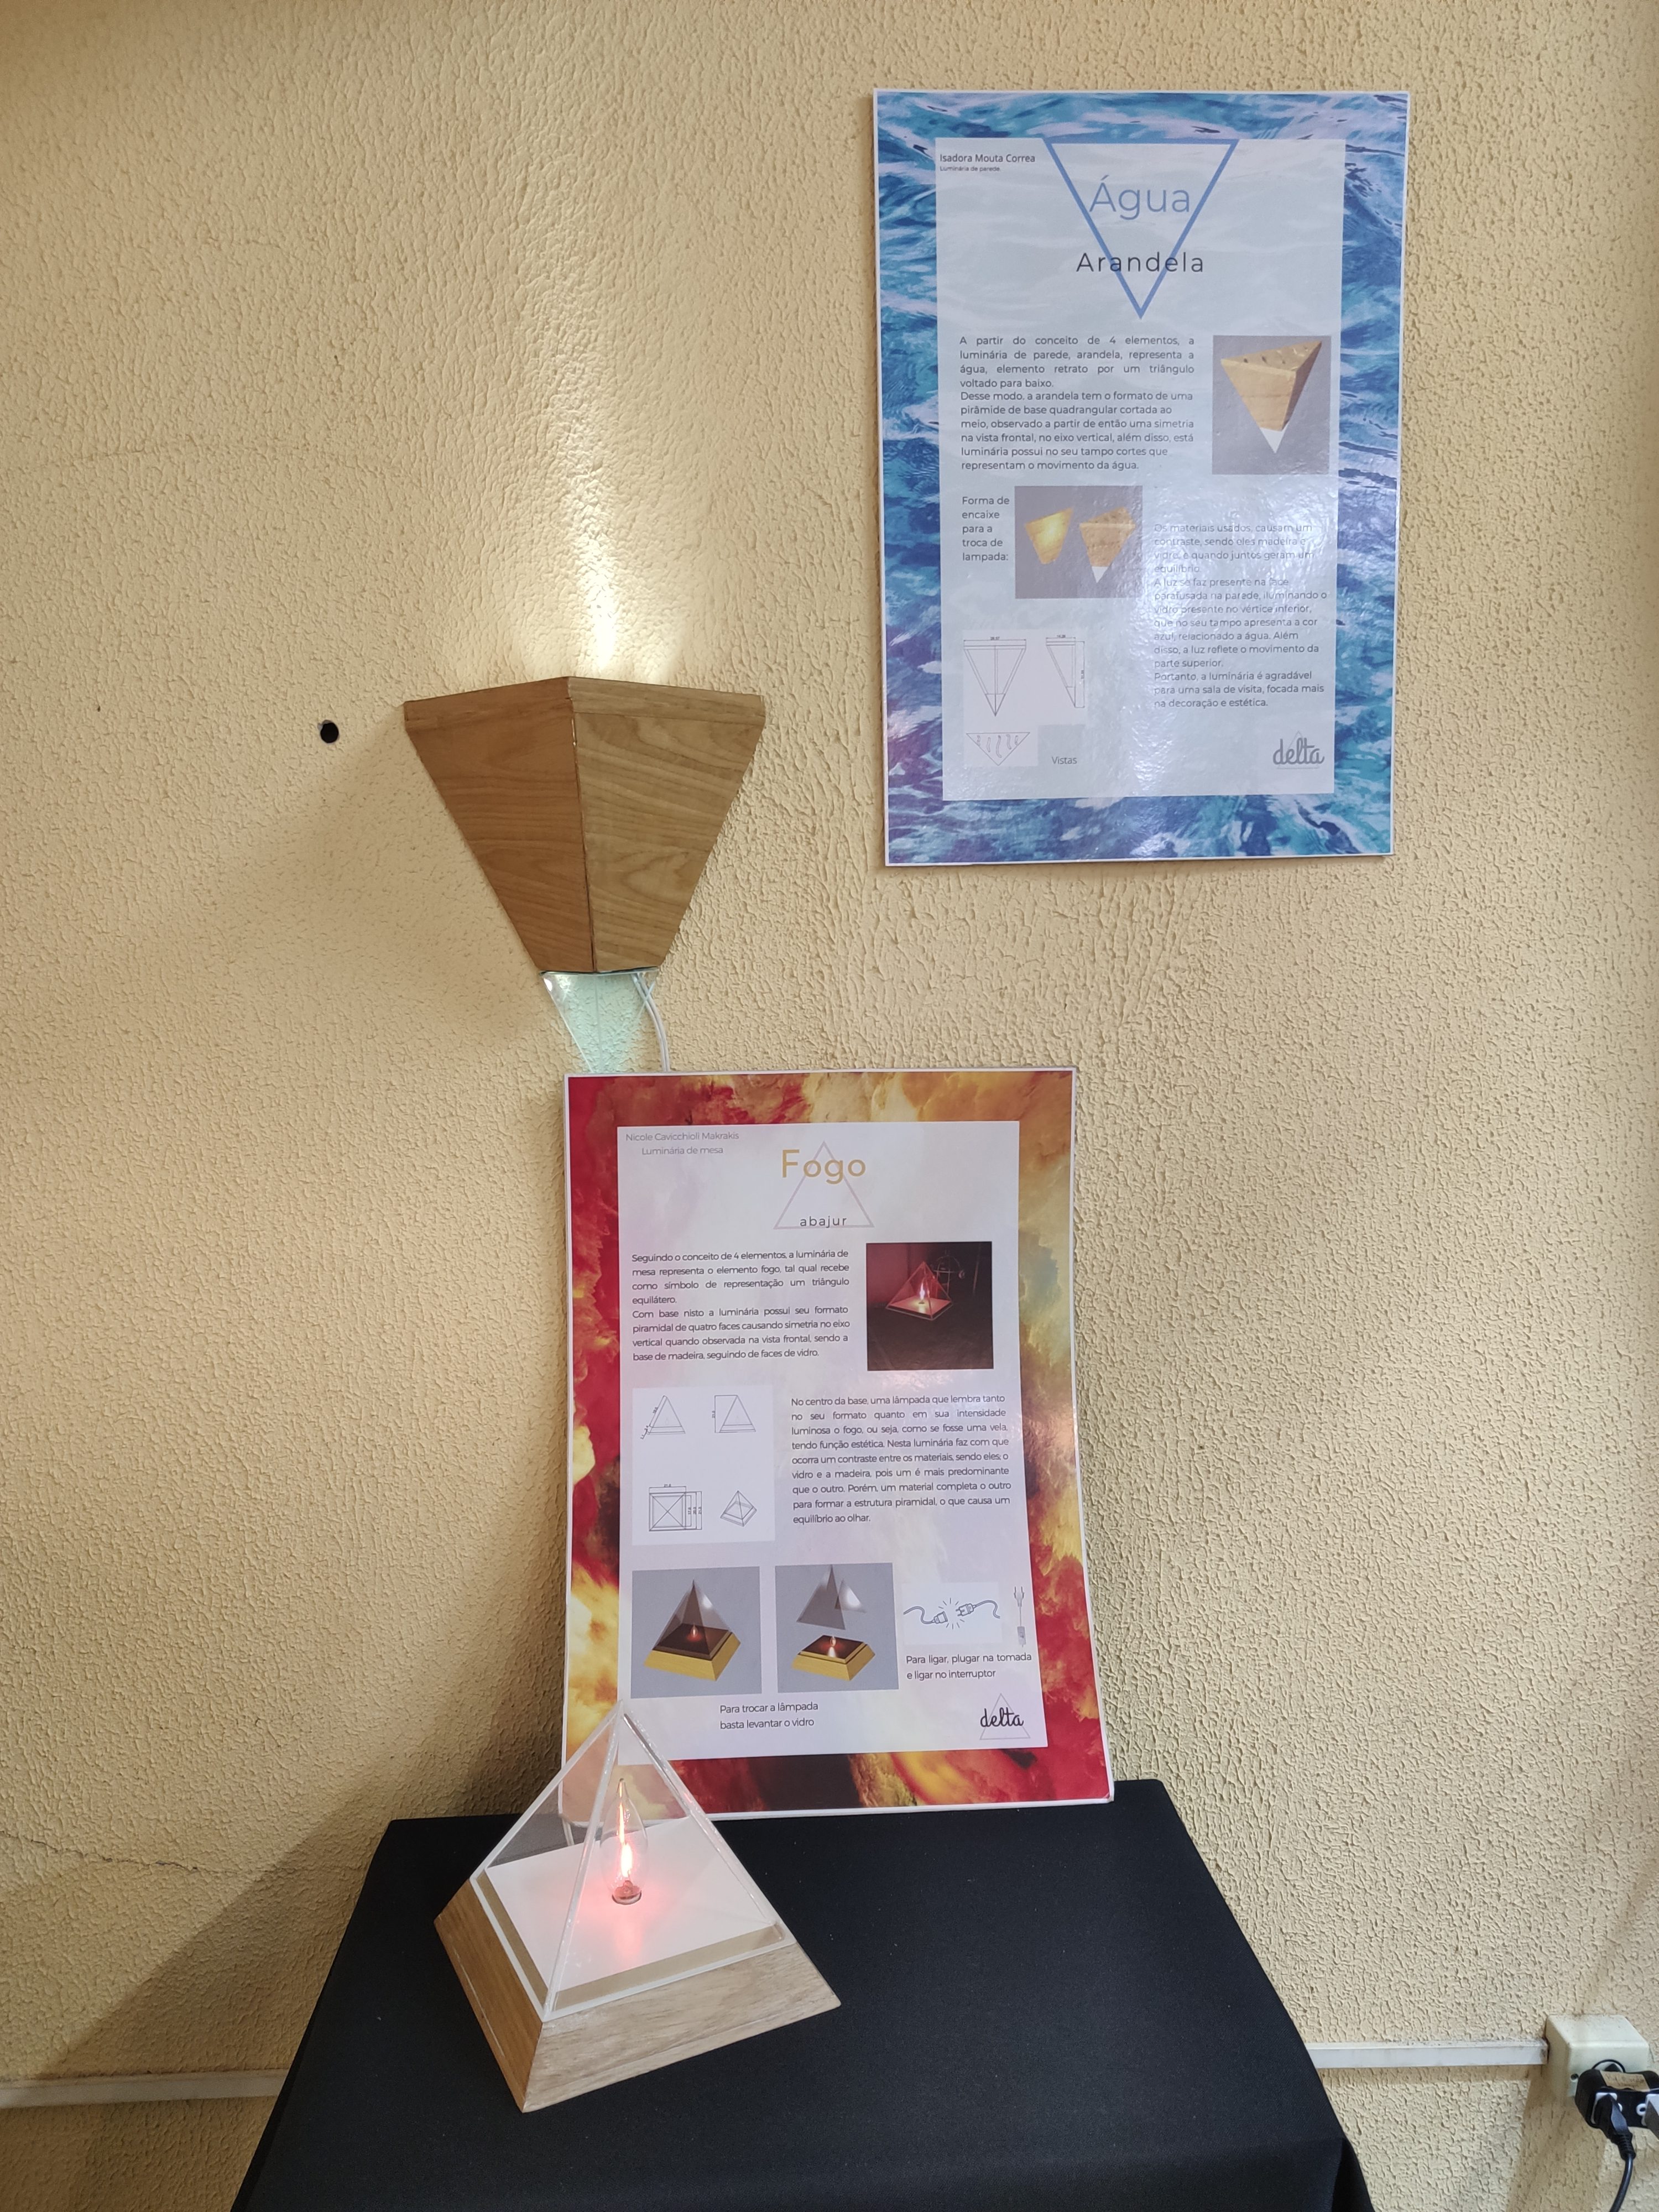 Isadora Mouta Correa
Luminária de parede
Água
Arandela
A partir do conceito de 4 elementos, a
luminária de parede, arandela, representa a
água, elemento retrato por um triângulo
voltado para baixo.
Desse modo, a arandela tem o formato de uma
pirâmide de base quadrangular cortada ao
meio, observado a partir de então uma simetria
na vista frontal, no eixo vertical, além disso, está
luminária possui no seu tampo cortes que
representam o movimento da água.
Forma de
encaixe
para a
troca de
lampada:
Os materiais usados, causam um
contraste, sendo eles madeira e
vidro, e quando juntos geram um
equilíbrio.
A luz se faz presente na face
parafusada na parede, iluminando o
vidro presente no vértice inferior,
que no seu tampo apresenta a cor
azul, relacionado a água. Além
disso, a luz reflete o movimento da
parte superior.
Portanto, a luminária é agradável
para uma sala de visita, focada mais
na decoração e estética.
Vistas
delta
Nicole Cavicchioli Makrakis
Luminária de mesa
Fogo
abajur
Seguindo o conceito de 4 elementos, a luminária de
mesa representa o elemento fogo, tal qual recebe
como símbolo de representação um triângulo
equilátero.
Com base nisto a luminária possui seu formato
piramidal de quatro faces causando simetria no eixo
vertical quando observada na vista frontal, sendo a
base de madeira, seguindo de faces de vidro.
No centro da base, uma lâmpada que lembra tanto
no seu formato quanto em sua intensidade
luminosa o fogo, ou seja, como se fosse uma vela,
tendo função estética. Nesta luminária faz com que
ocorra um contraste entre os materiais, sendo eles, o
vidro e a madeira, pois um é mais predominante
que o outro. Porém, um material completa o outro
para formar a estrutura piramidal, o que causa um
equilíbrio ao olhar.
Para ligar, plugar na tomada
e ligar no interruptor
Para trocar a lâmpada
basta levantar o vidro
delta